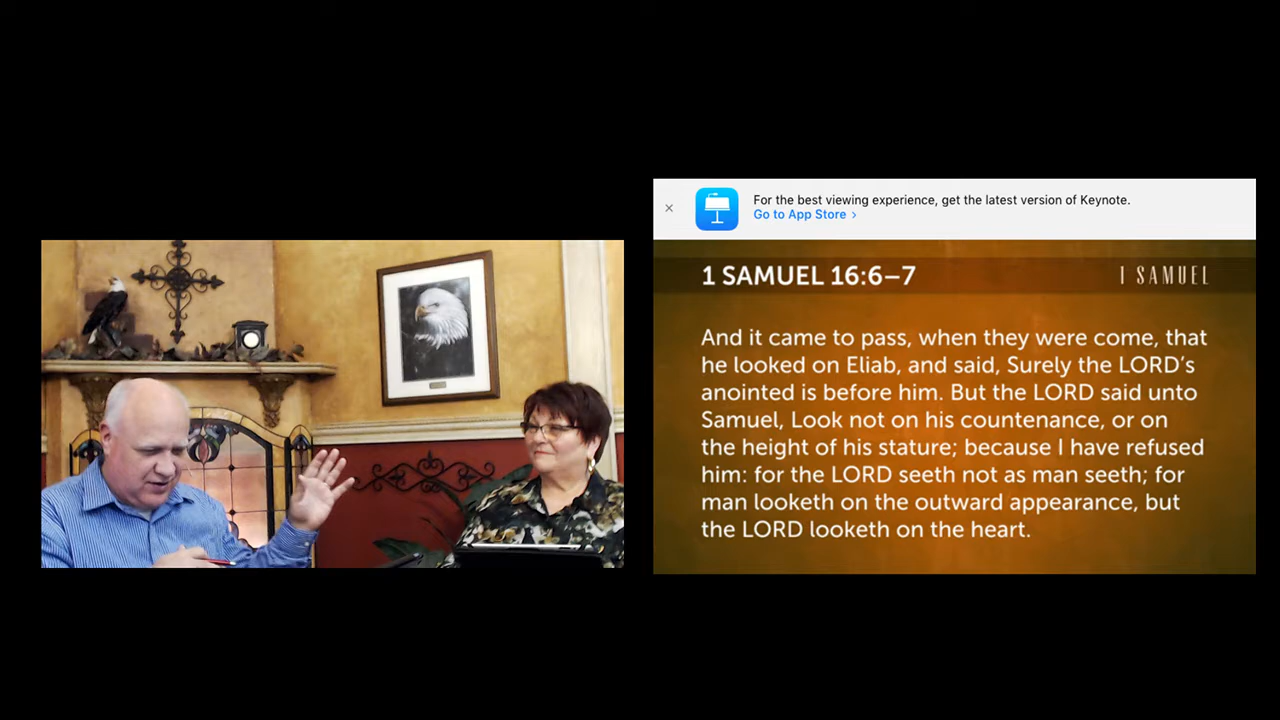 ×
For the best viewing experience, get the latest version of Keynote.
Go to App Store ›
1 SAMUEL 16:6–7
1 SAMUEL
And it came to pass, when they were come, that
he looked on Eliab, and said, Surely the LORD’s
anointed is before him. But the LORD said unto
Samuel, Look not on his countenance, or on
the height of his stature; because I have refused
him: for the LORD seeth not as man seeth; for
man looketh on the outward appearance, but
the LORD looketh on the heart.